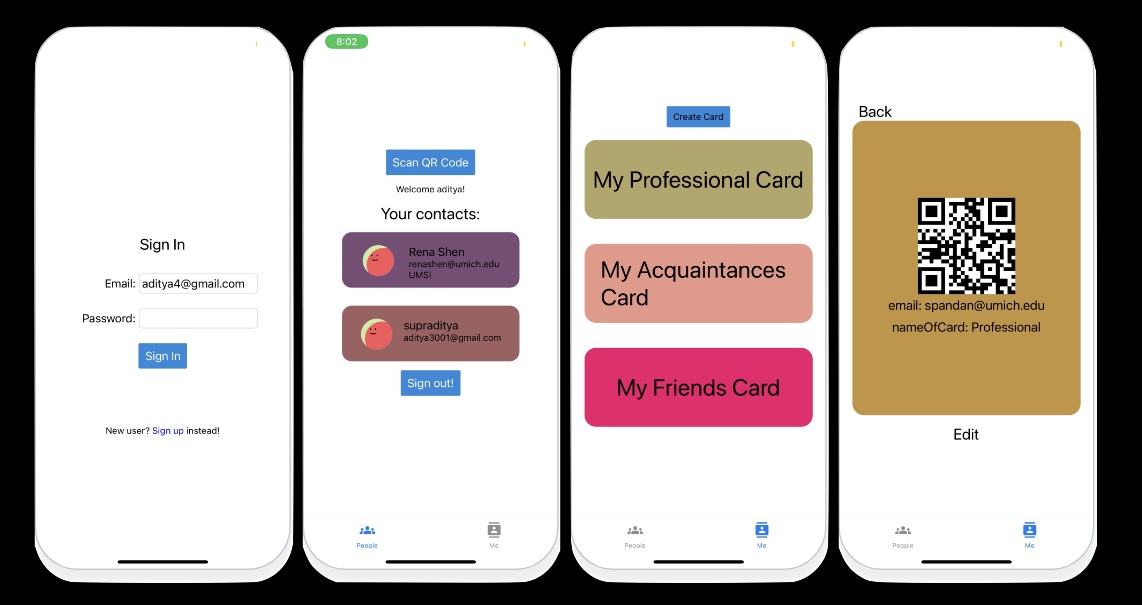 Sign In
Email: aditya4@gmail.com
Password:
Sign In
New user? Sign up instead!
8:02
Scan QR Code
Welcome aditya!
Your contacts:
Rena Shen
renashen@umich.edu
UMSI
supraditya
aditya3001@gmail.com
Sign out!
People
Me
Create Card
My Professional Card
My Acquaintances
Card
My Friends Card
People
Me
Back
email: spandan@umich.edu
nameOfCard: Professional
Edit
People
Me